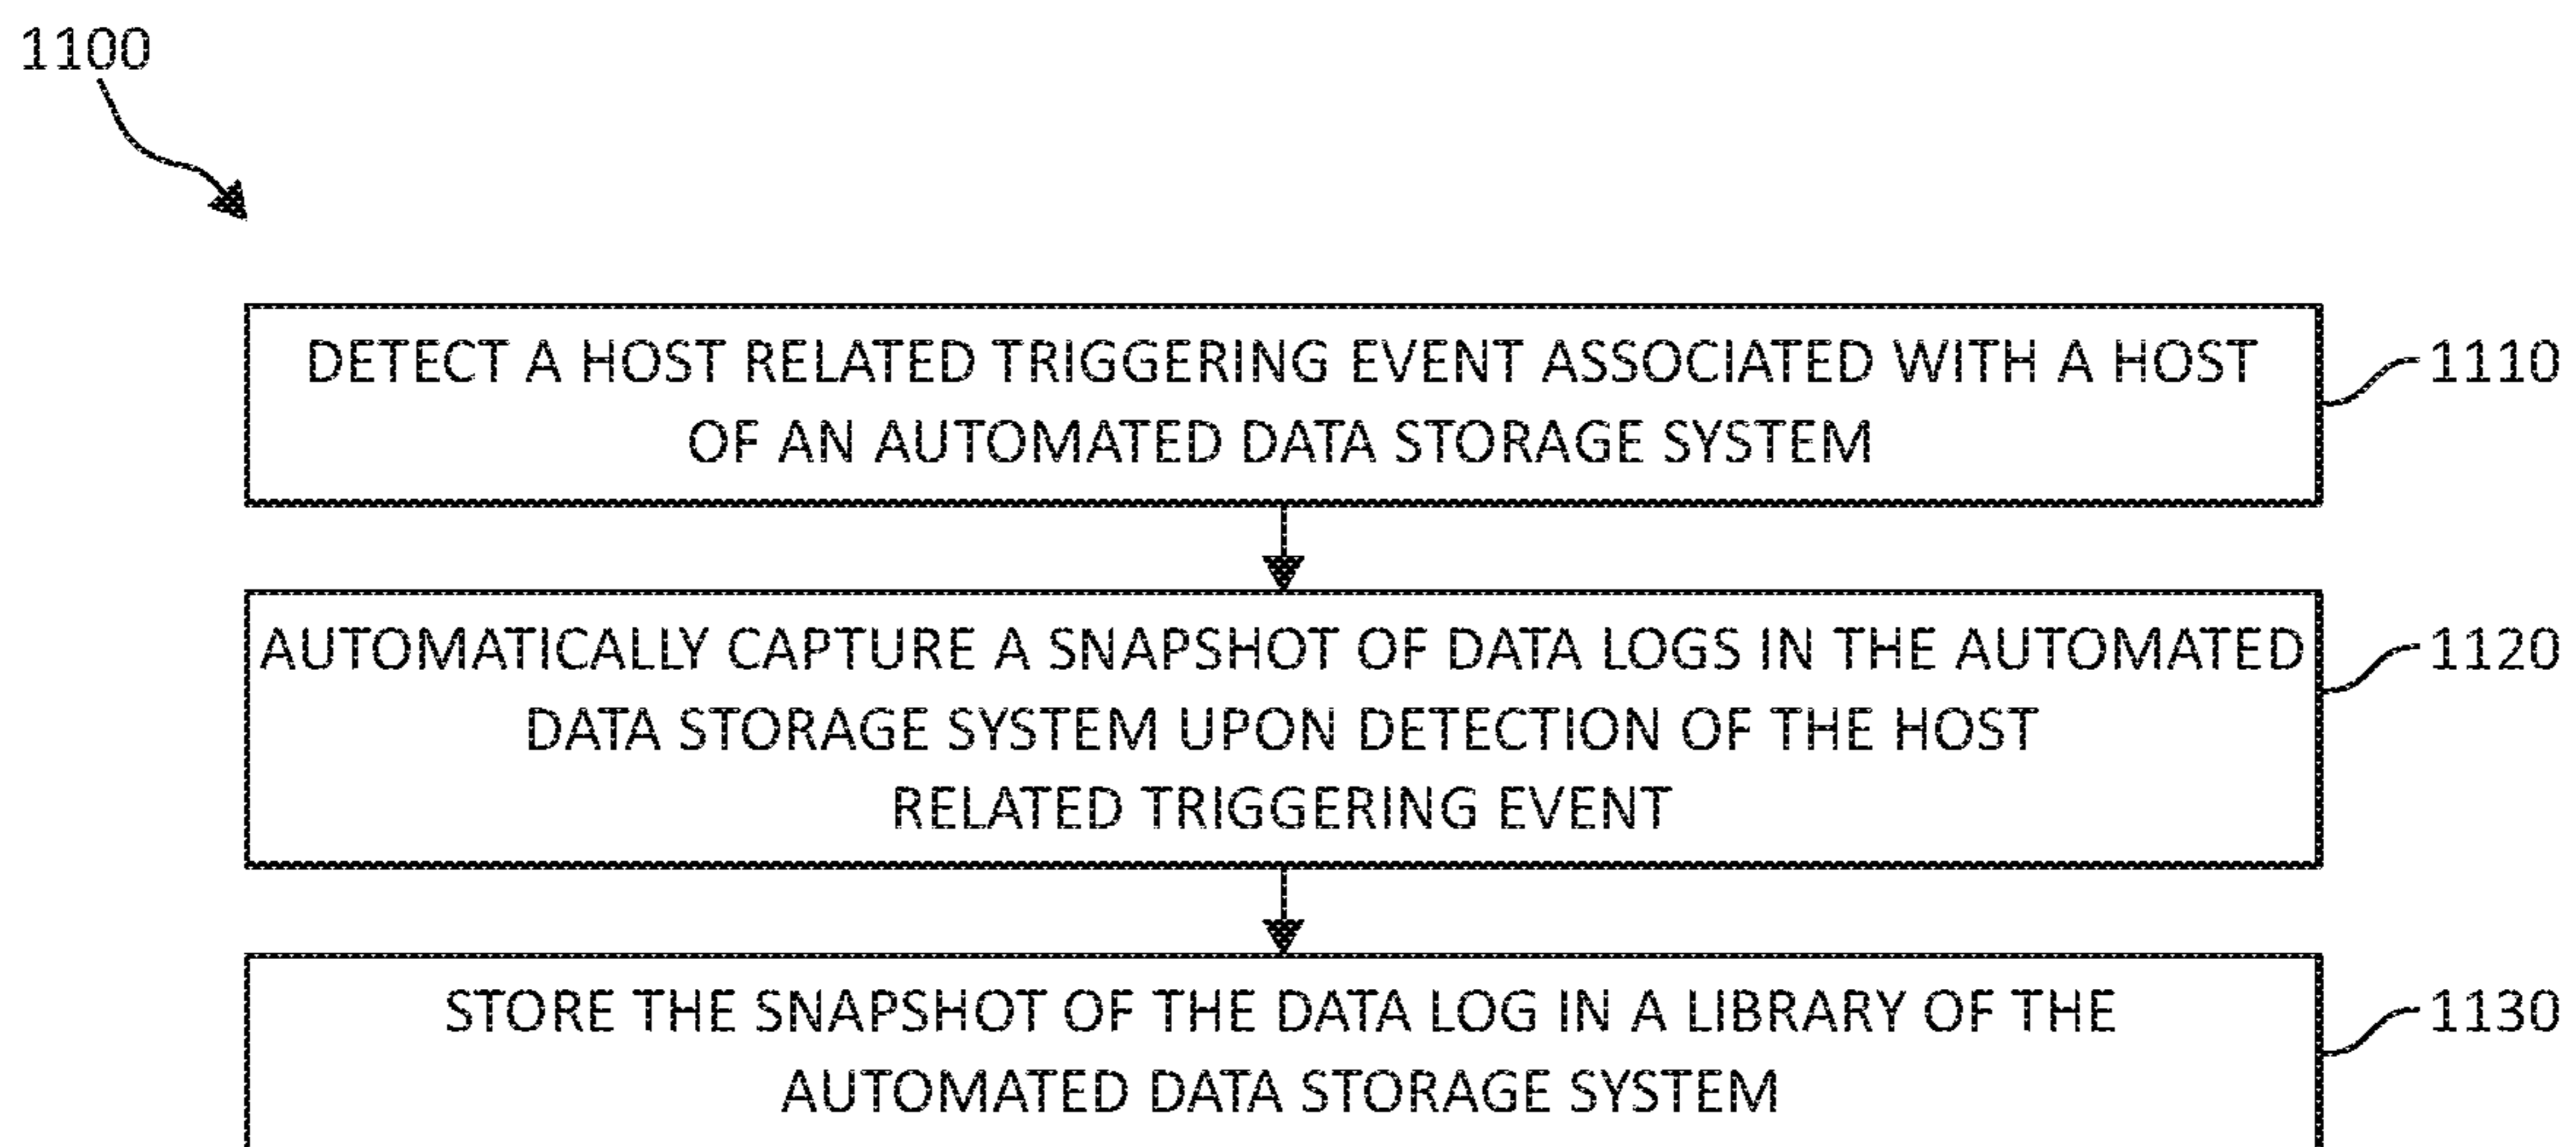 1100
DETECT A HOST RELATED TRIGGERING EVENT ASSOCIATED WITH A HOST
OF AN AUTOMATED DATA STORAGE SYSTEM
1110
AUTOMATICALLY CAPTURE A SNAPSHOT OF DATA LOGS IN THE AUTOMATED
DATA STORAGE SYSTEM UPON DETECTION OF THE HOST
RELATED TRIGGERING EVENT
1120
STORE THE SNAPSHOT OF THE DATA LOG IN A LIBRARY OF THE
AUTOMATED DATA STORAGE SYSTEM
1130